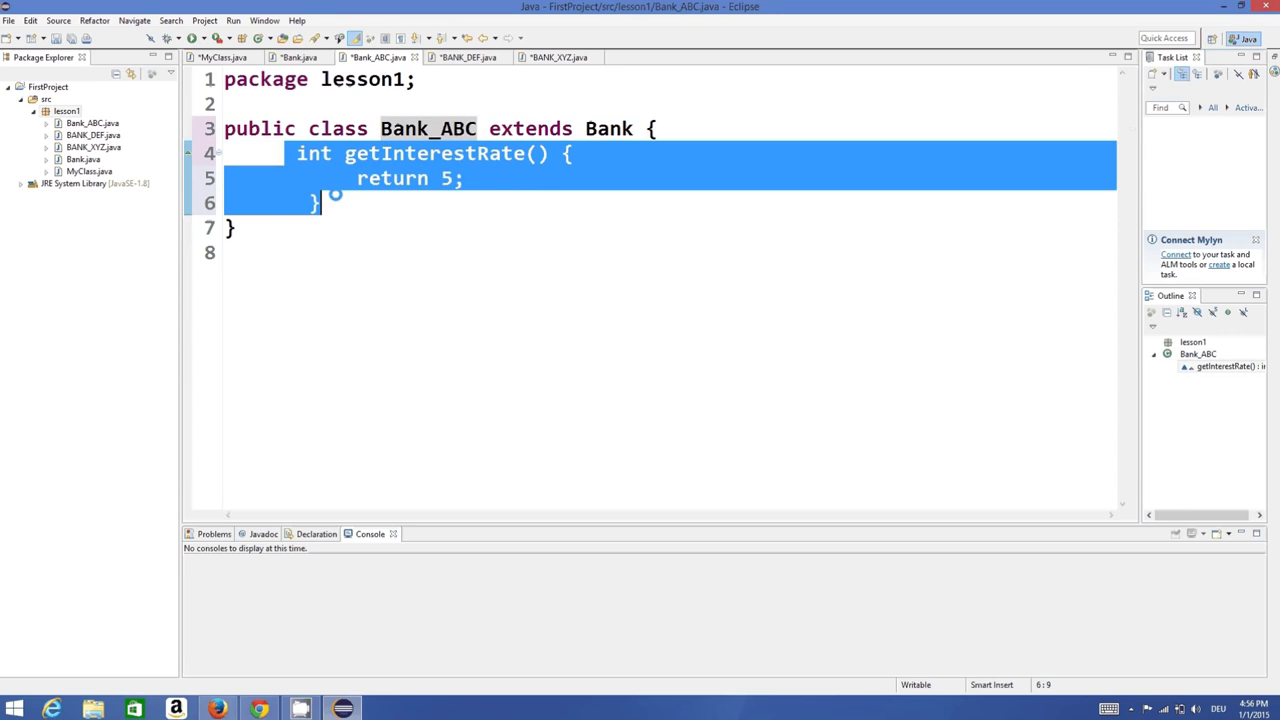 Java - FirstProject/src/lesson1/Bank_ABC.java - Eclipse
File Edit Source Refactor Navigate Search Project Run Window Help
Quick Access
Java
Package Explorer
*MyClass.java
*Bank.java
*Bank_ABC.java
*BANK_DEF.java
*BANK_XYZ.java
Task List
FirstProject
src
lesson1
Bank_ABC.java
BANK_DEF.java
BANK_XYZ.java
Bank.java
MyClass.java
JRE System Library [JavaSE-1.8]
1 package lesson1;
2
3 public class Bank_ABC extends Bank {
4 int getInterestRate() {
5 return 5;
6 }
7 }
8
Find
All
Activa...
Connect Mylyn
Connect to your task and
ALM tools or create a local
task.
Outline
lesson1
Bank_ABC
getInterestRate() : i
Problems
Javadoc
Declaration
Console
No consoles to display at this time.
Writable
Smart Insert
6 : 9
DEU
4:56 PM
1/1/2015